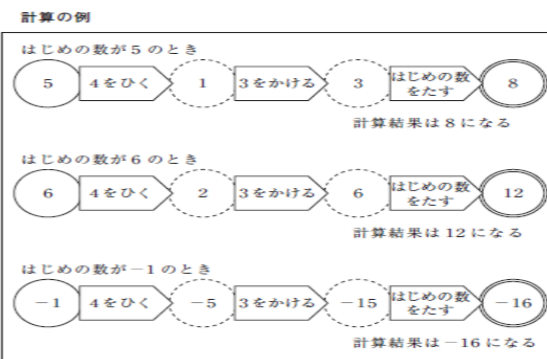 計算の例
はじめの数が5のとき
5 4をひく 1 3をかける 3 はじめの数をたす 8
計算結果は8になる
はじめの数が6のとき
6 4をひく 2 3をかける 6 はじめの数をたす 12
計算結果は12になる
はじめの数が−1のとき
−1 4をひく −5 3をかける −15 はじめの数をたす −16
計算結果は−16になる